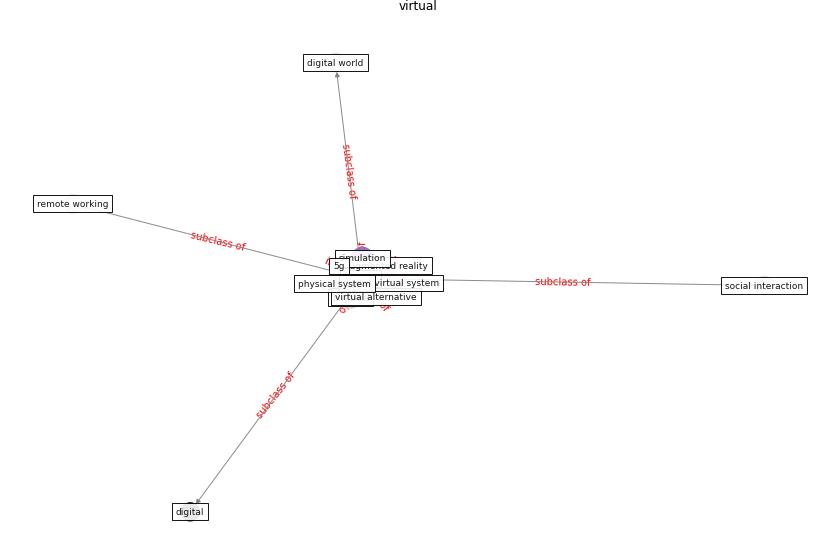 virtual
digital world
subclass of
remote working
subclass of
simulation
5g
reality
physical system
virtual system
virtual alternative
subclass of
social interaction
subclass of
digital